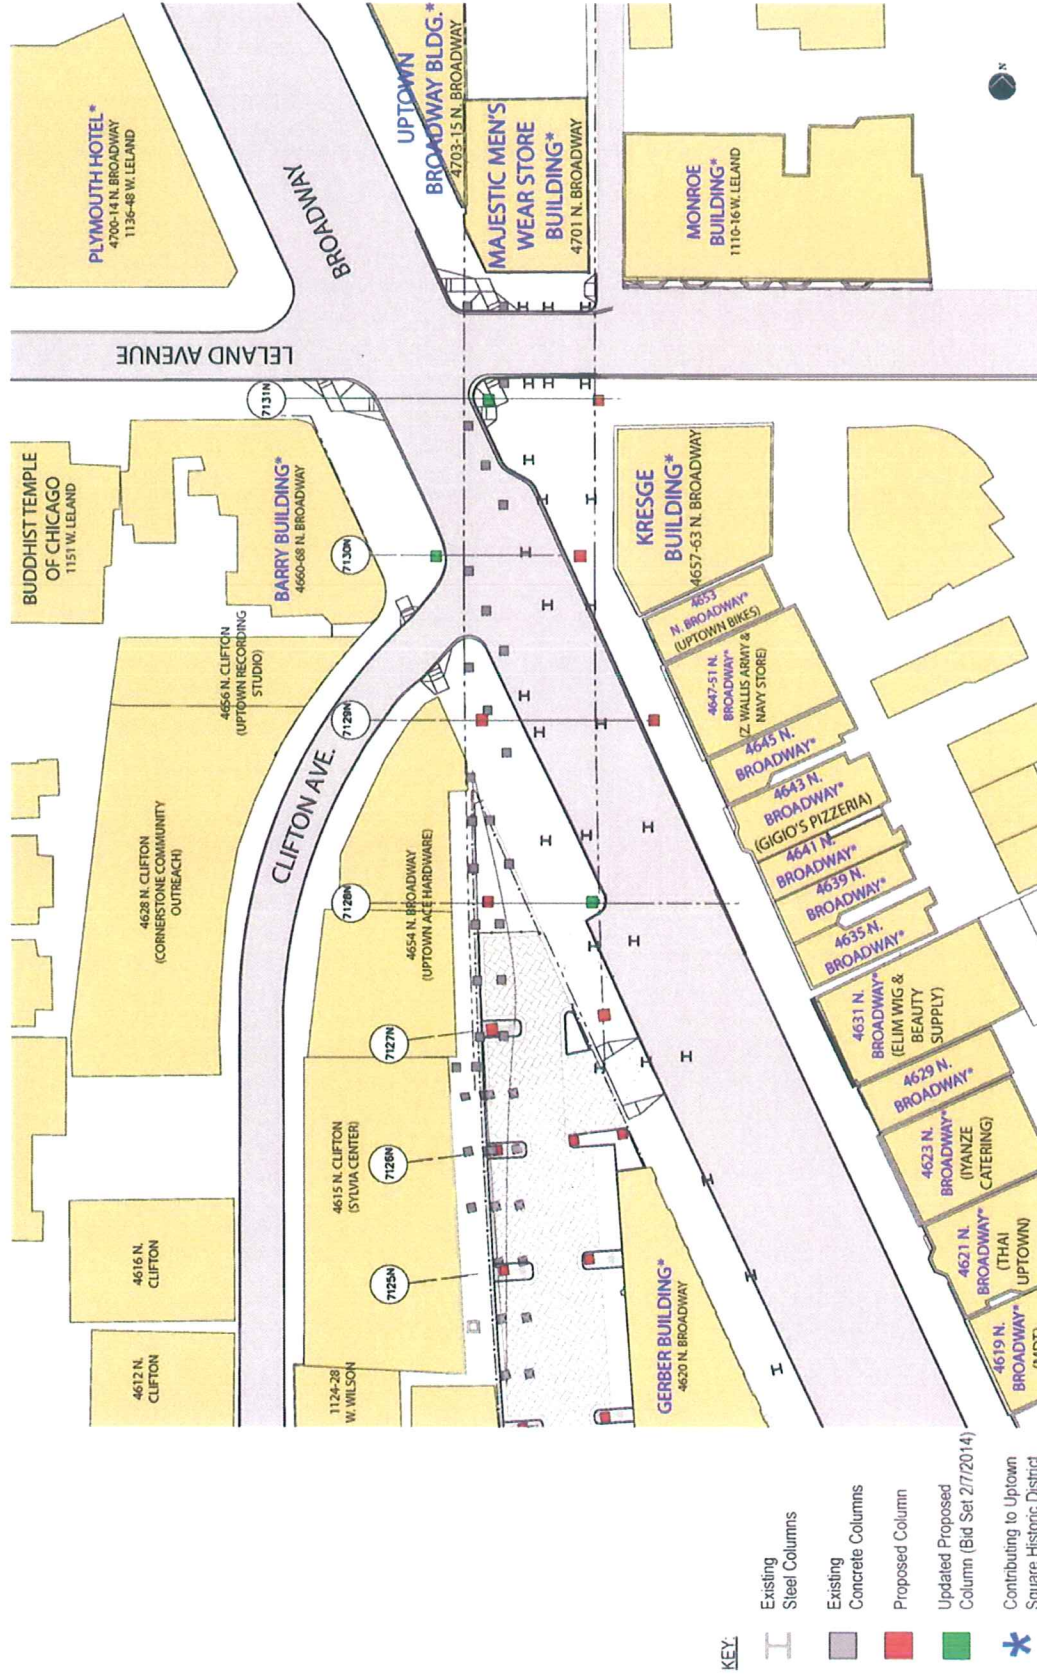 PLYMOUTH HOTEL*
4700-14 N. BROADWAY
1136-48 W. LELAND
BROADWAY
UPTOWN
BROADWAY BLDG.*
4703-15 N. BROADWAY
MAJESTIC MEN'S
WEAR STORE
BUILDING*
4701 N. BROADWAY
MONROE
BUILDING*
1110-16 W. LELAND
N
LELAND AVENUE
7131N
BUDDHIST TEMPLE
OF CHICAGO
1151 W. LELAND
BARRY BUILDING*
4660-68 N. BROADWAY
7130N
KRESGE
BUILDING*
4657-63 N. BROADWAY
4656 N. CLIFTON
(UPTOWN RECORDING
STUDIO)
7129N
4653
N. BROADWAY*
(UPTOWN BIKES)
4647-51 N.
BROADWAY*
(Z. WALLIS ARMY &
NAVY STORE)
4645 N.
BROADWAY*
4643 N.
BROADWAY*
(GIGIO'S PIZZERIA)
4641 N.
BROADWAY*
4639 N.
BROADWAY*
4635 N.
BROADWAY*
4628 N. CLIFTON
(CORNERSTONE COMMUNITY
OUTREACH)
CLIFTON AVE.
7128N
4654 N. BROADWAY
(UPTOWN ACE HARDWARE)
4631 N.
BROADWAY*
(ELIM WIG &
BEAUTY
SUPPLY)
4629 N.
BROADWAY*
7127N
4615 N. CLIFTON
(SYLVIA CENTER)
7126N
4623 N.
BROADWAY*
(IYANZE
CATERING)
4621 N.
BROADWAY*
(THAI
UPTOWN)
4616 N.
CLIFTON
7125N
GERBER BUILDING*
4620 N. BROADWAY
4619 N.
BROADWAY*
4612 N.
CLIFTON
1124-28
W. WILSON
KEY:
Existing
Steel Columns
Existing
Concrete Columns
Proposed Column
Updated Proposed
Column (Bid Set 2/7/2014)
Contributing to Uptown
Square Historic District